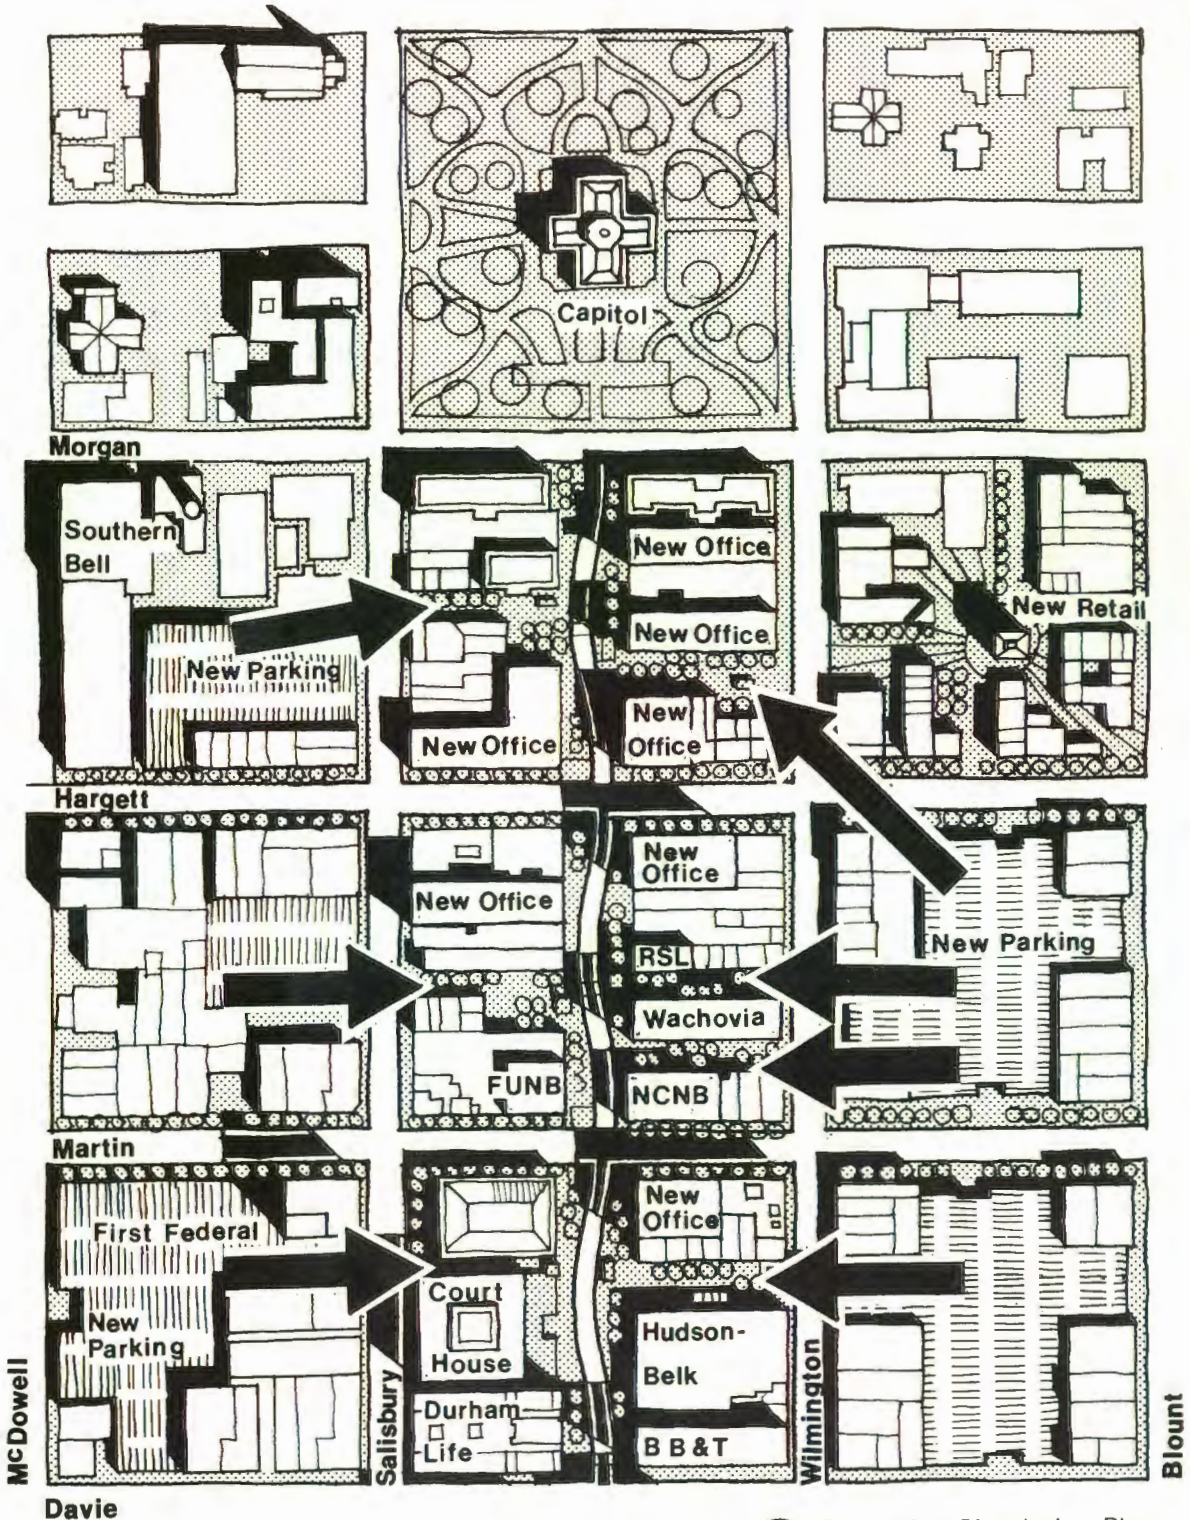 Capitol
Morgan
Southern
Bell
New Office
New Retail
New Office
New Parking
New
Office
New Office
Hargett
New
Office
New Office
RSL
New Parking
Wachovia
FUNB
NCNB
Martin
First Federal
New
Office
Court
House
New
Parking
Hudson-
Belk
Durham
Life
BB&T
McDowell
Salisbury
Wilmington
Blount
Davie